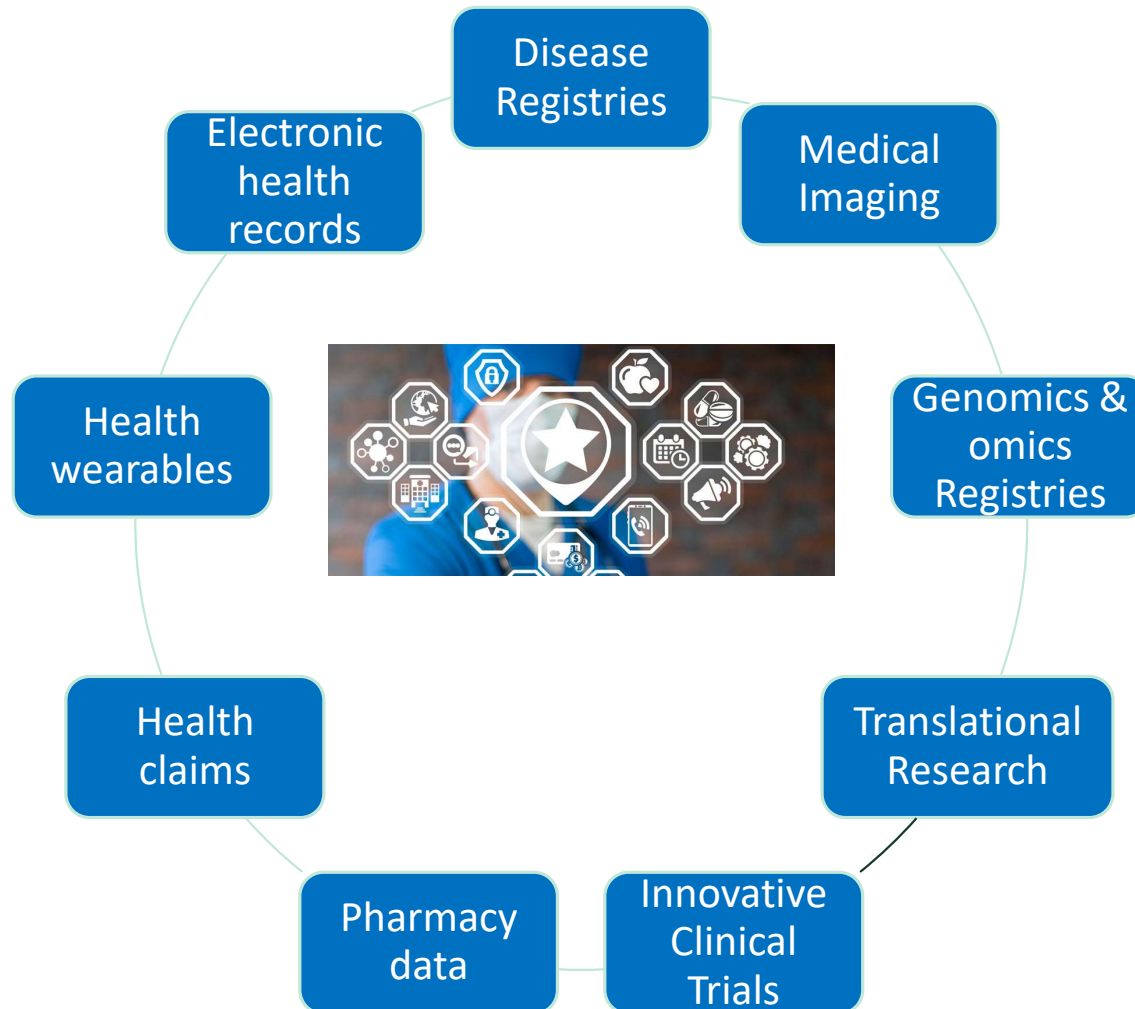 Disease
Registries
Medical
Imaging
Genomics &
omics
Registries
Translational
Research
Innovative
Clinical
Trials
Pharmacy
data
Health
claims
Health
wearables
Electronic
health
records